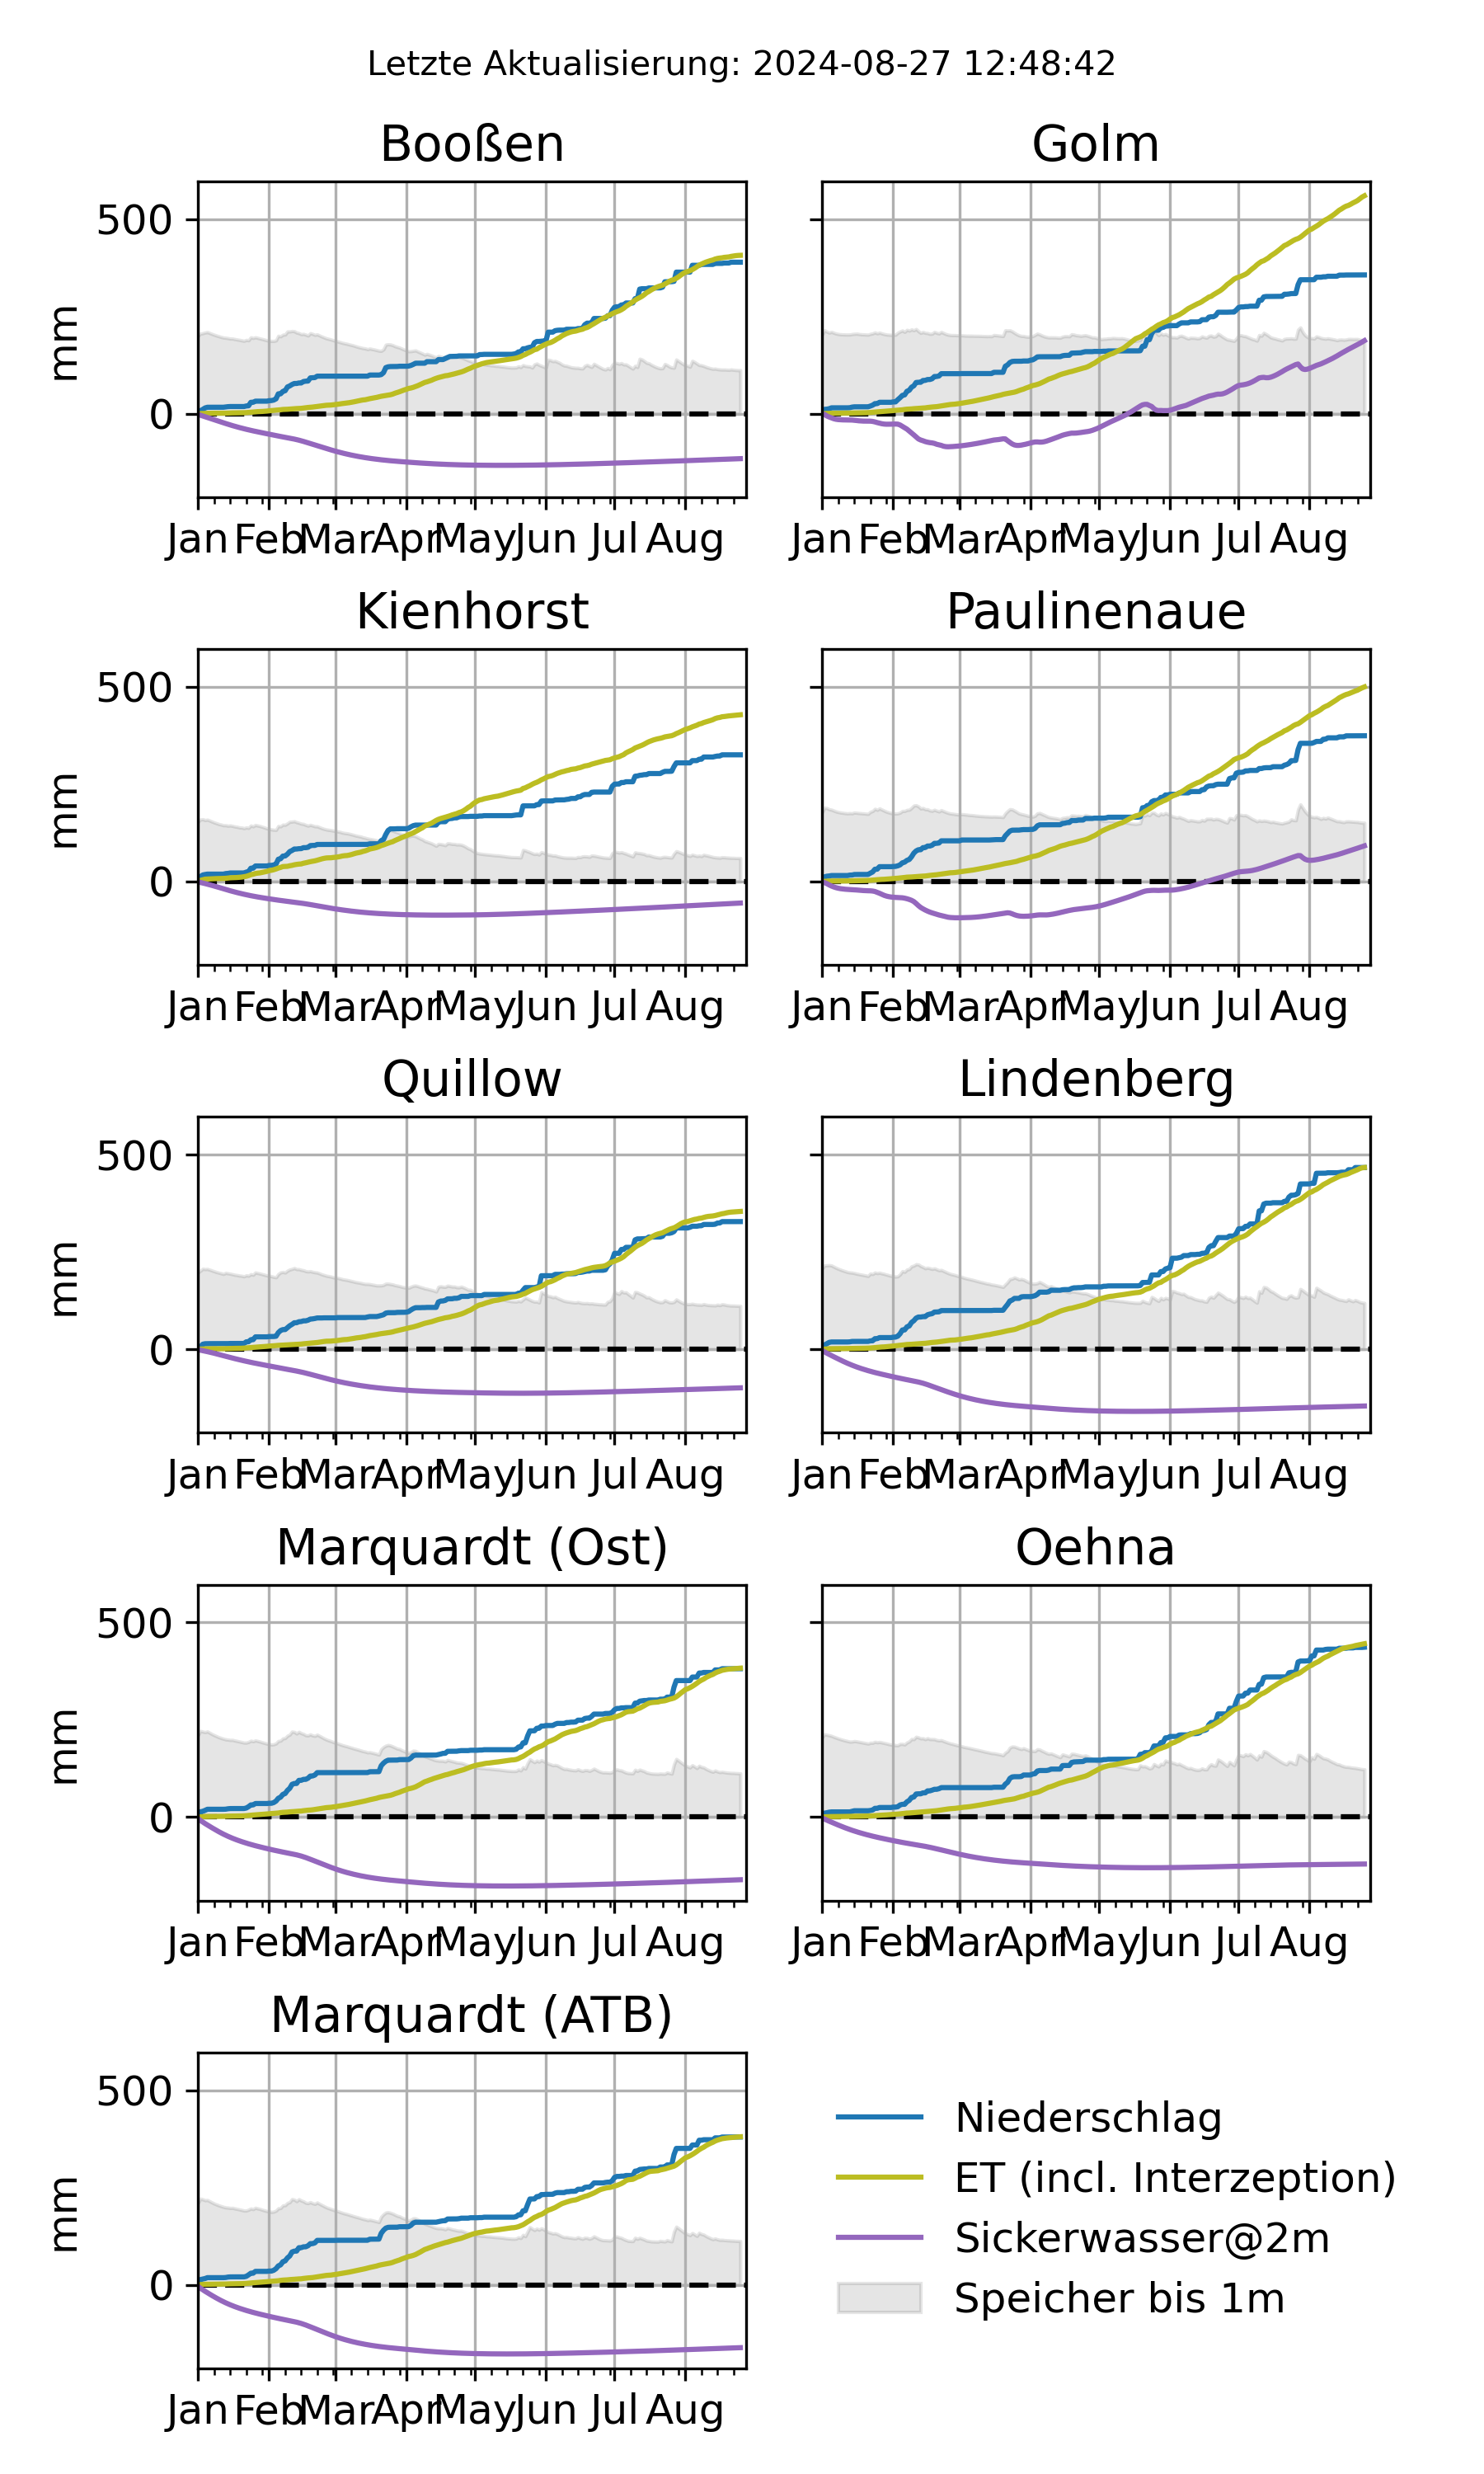 Letzte Aktualisierung: 2024-08-27 12:48:42
Booßen
Golm
500
0
mm
Jan Feb Mar Apr May Jun Jul Aug
Jan Feb Mar Apr May Jun Jul Aug
Kienhorst
Paulinenaue
500
0
mm
Jan Feb Mar Apr May Jun Jul Aug
Jan Feb Mar Apr May Jun Jul Aug
Quillow
Lindenberg
500
0
mm
Jan Feb Mar Apr May Jun Jul Aug
Jan Feb Mar Apr May Jun Jul Aug
Marquardt (Ost)
Oehna
500
0
mm
Jan Feb Mar Apr May Jun Jul Aug
Jan Feb Mar Apr May Jun Jul Aug
Marquardt (ATB)
500
0
mm
Jan Feb Mar Apr May Jun Jul Aug
Niederschlag
ET (incl. Interzeption)
Sickerwasser@2m
Speicher bis 1m